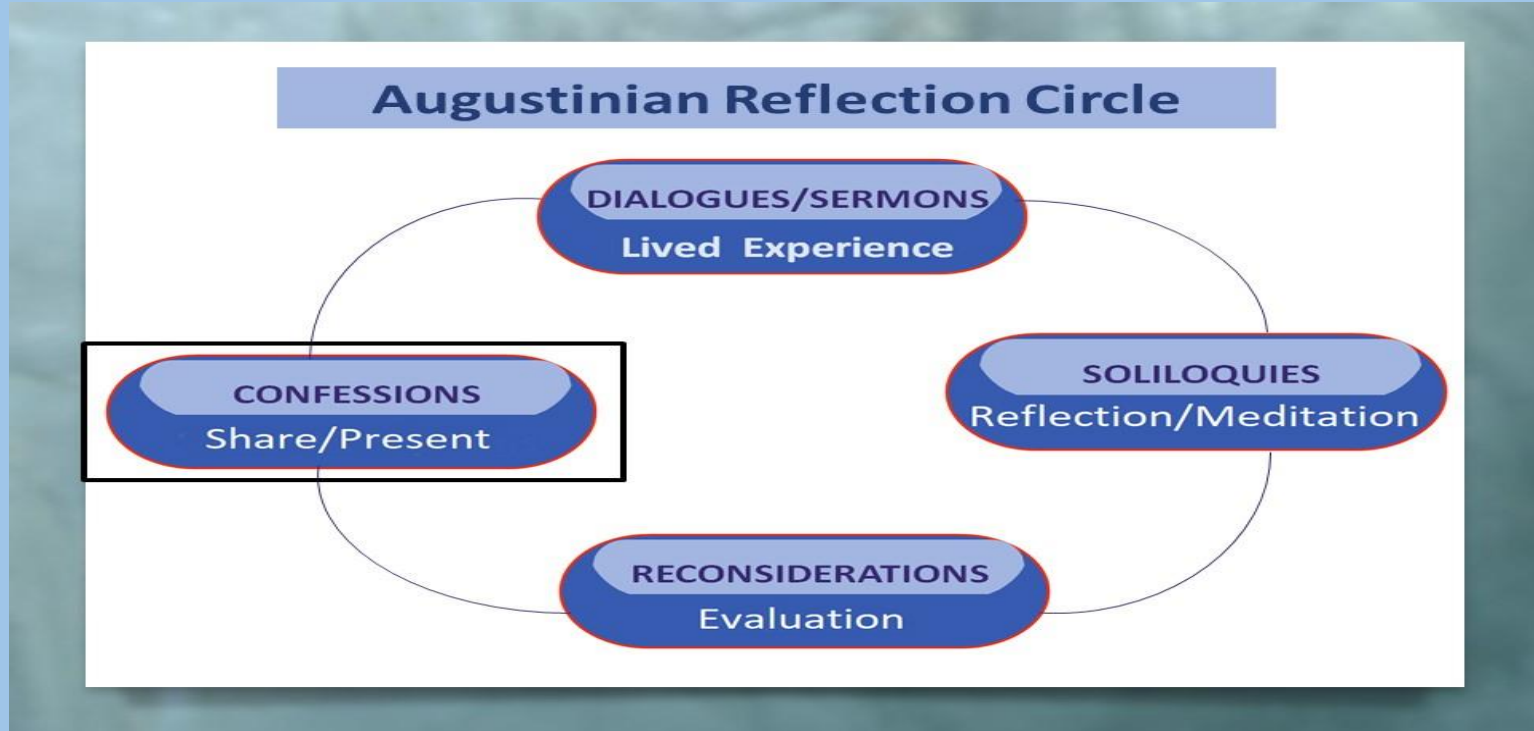 Augustinian Reflection Circle
DIALOGUES/SERMONS
Lived Experience
CONFESSIONS
Share/Present
SOLILOQUIES
Reflection/Meditation
RECONSIDERATIONS
Evaluation